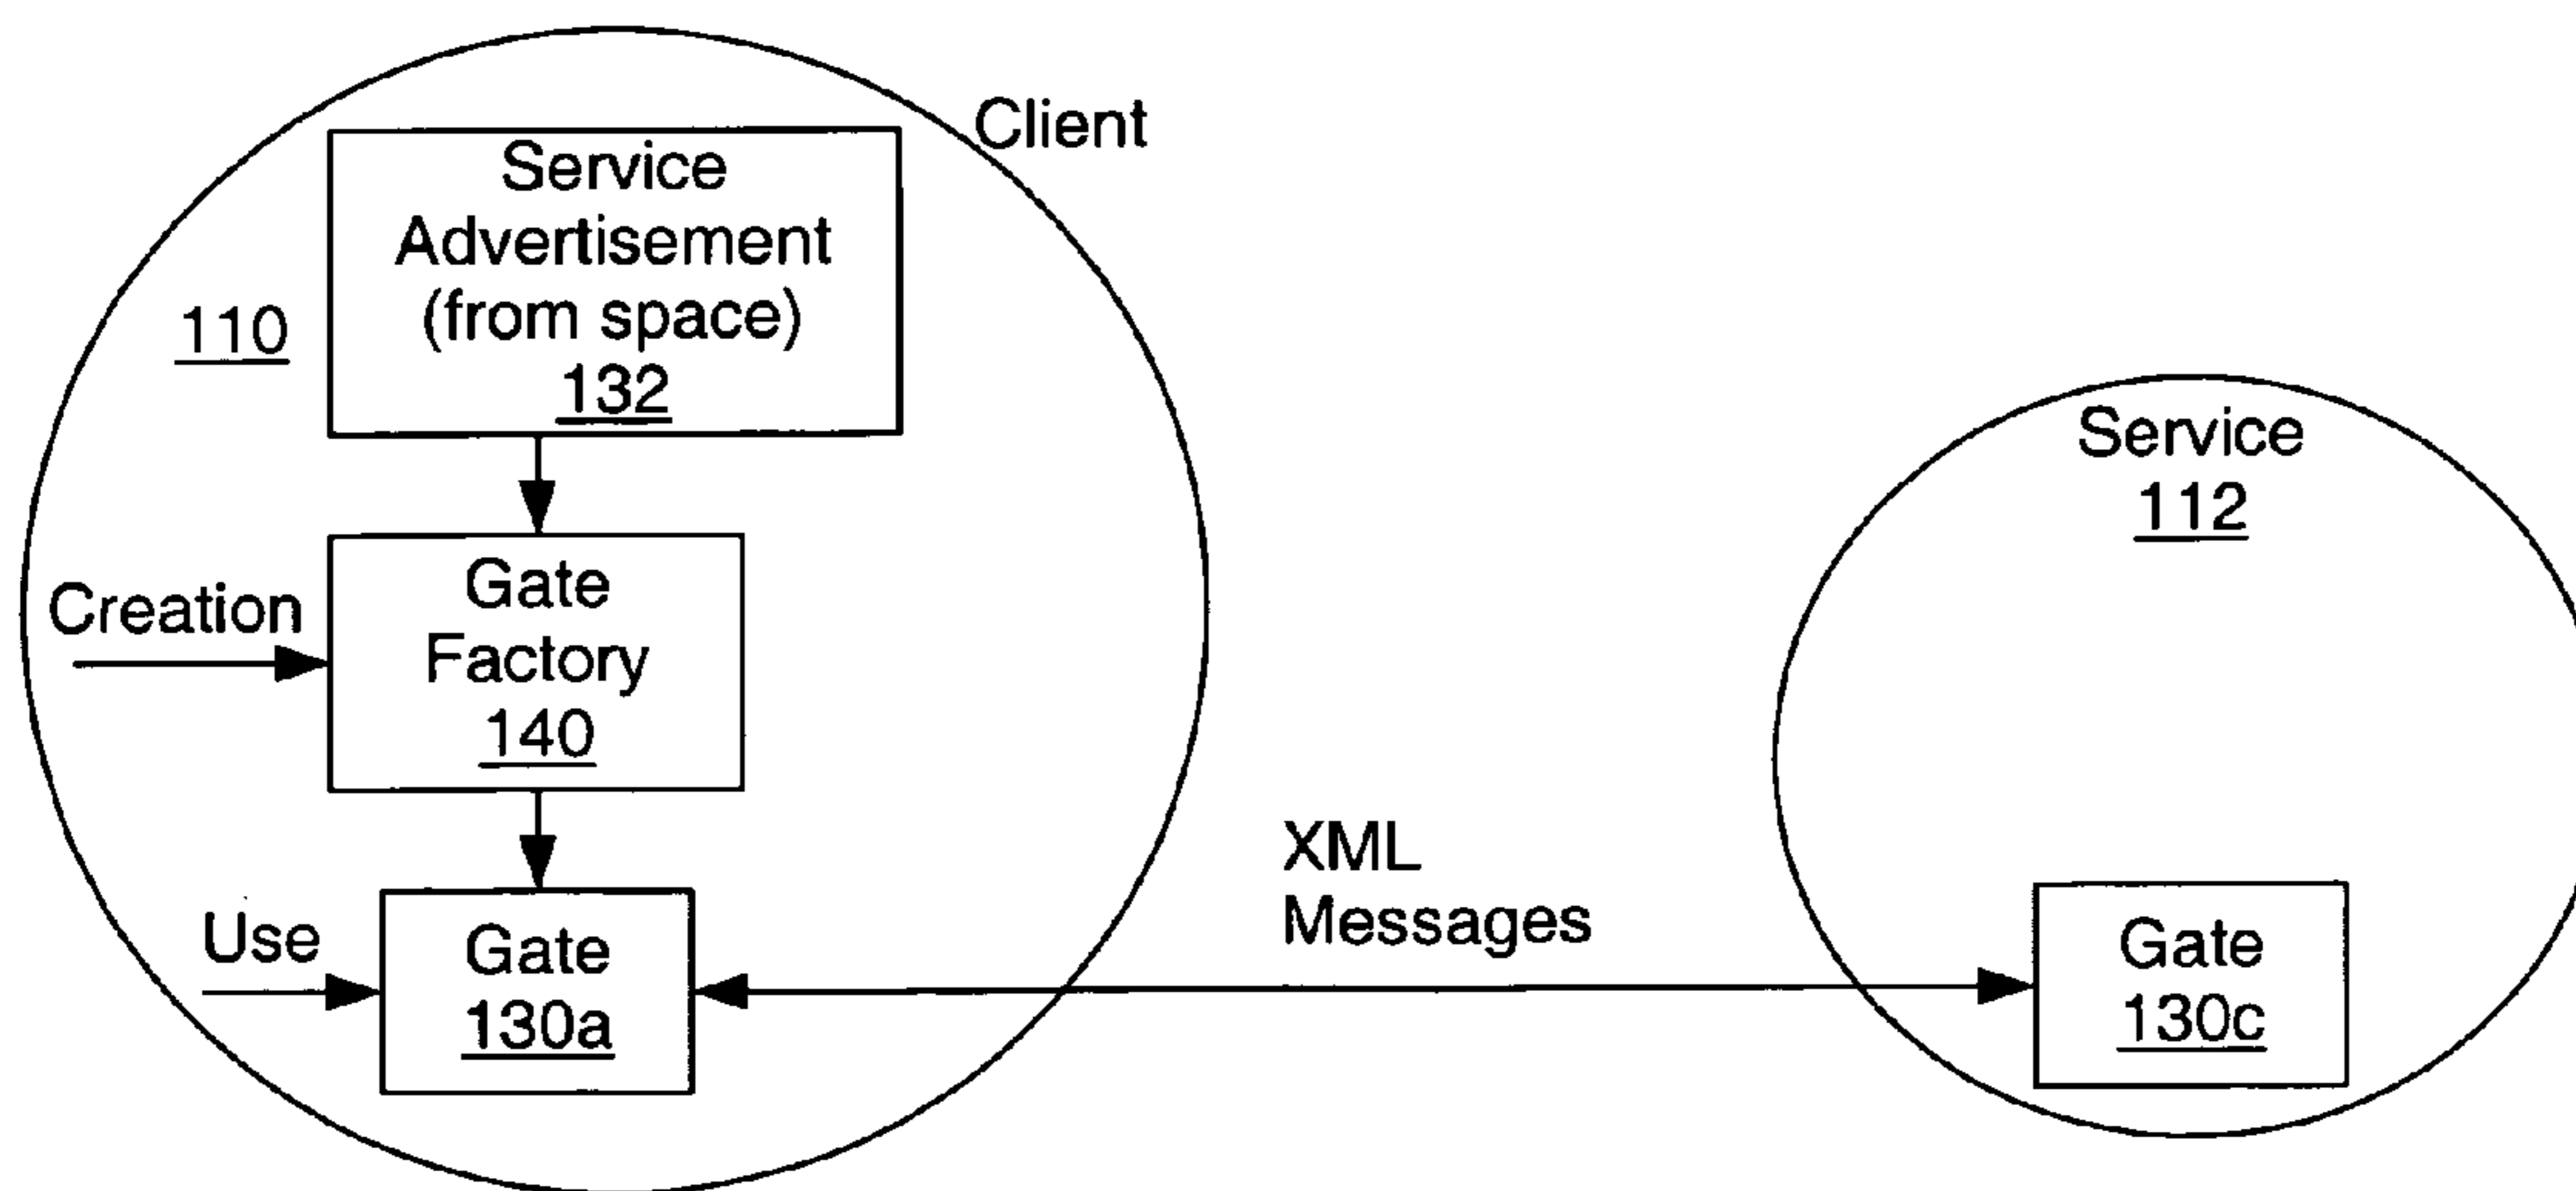 Client
Service
Advertisement
(from space)
132
110
Creation
Gate
Factory
140
Use
Gate
130a
XML
Messages
Service
112
Gate
130c